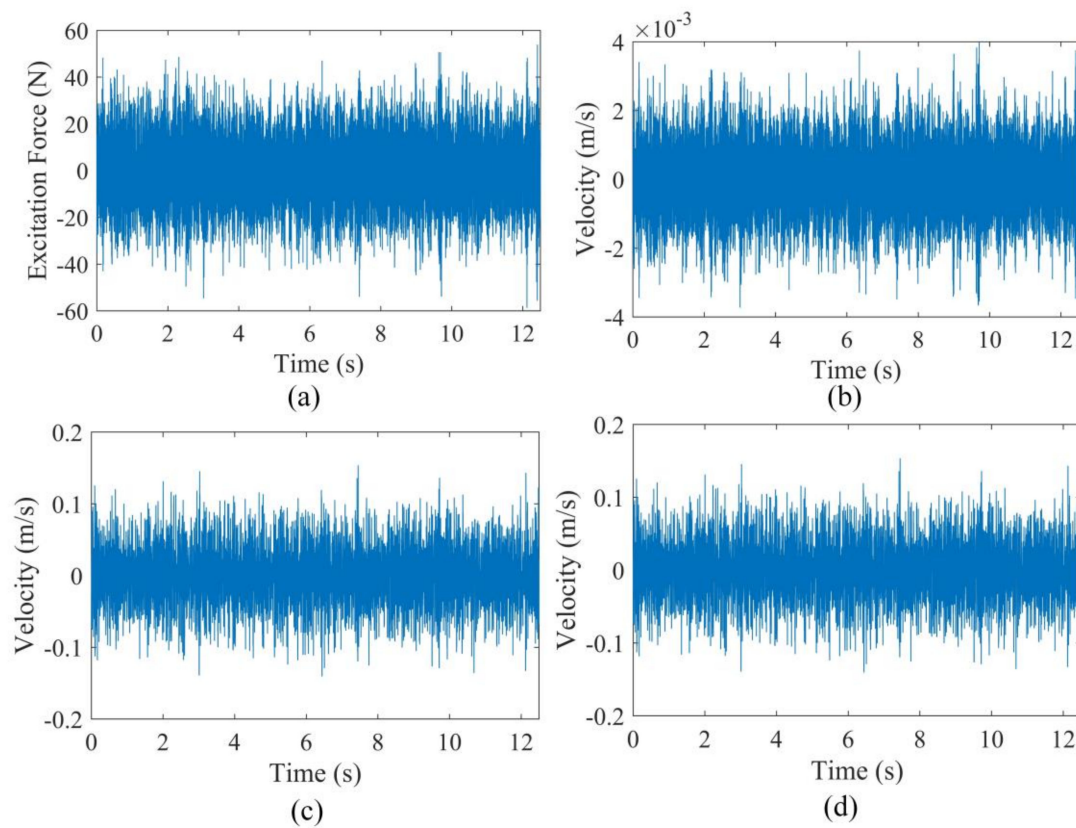 60
40
20
0
-20
-40
-60
Excitation Force (N)
0 2 4 6 8 10 12
Time (s)
(a)
×10⁻³
4
2
0
-2
-4
Velocity (m/s)
0 2 4 6 8 10 12
Time (s)
(b)
0.2
0.1
0
-0.1
-0.2
Velocity (m/s)
0 2 4 6 8 10 12
Time (s)
(c)
0.2
0.1
0
-0.1
-0.2
Velocity (m/s)
0 2 4 6 8 10 12
Time (s)
(d)